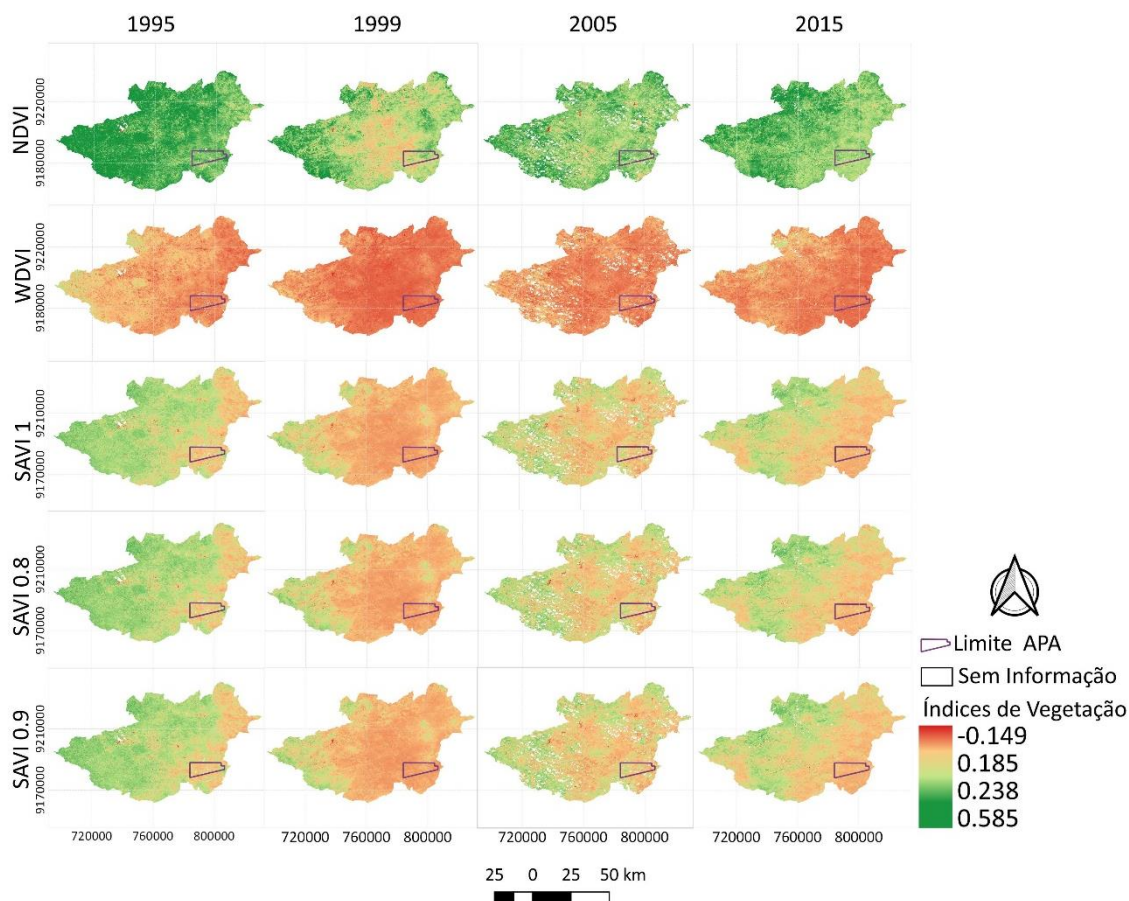 1995 1999 2005 2015
NDVI
9220000
9180000
WDVI
9220000
9180000
SAVI 1
9210000
9170000
SAVI 0.8
9210000
9170000
SAVI 0.9
9210000
9170000
720000 760000 800000 720000 760000 800000 720000 760000 800000 720000 760000 800000
25 0 25 50 km
Limite APA
Sem Informação
Índices de Vegetação
-0.149
0.185
0.238
0.585